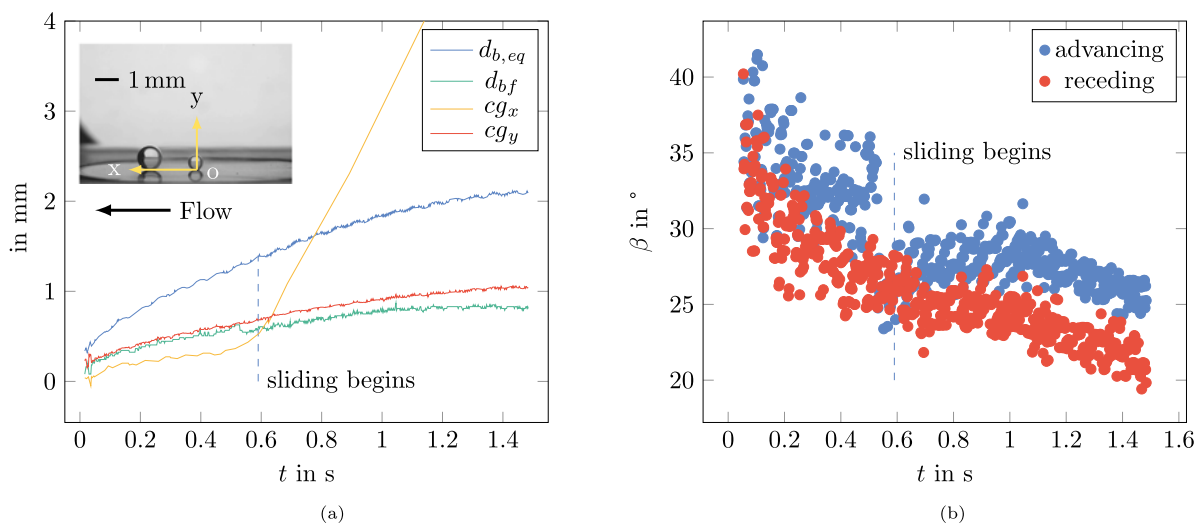 4
3
2
1
0
in mm
1 mm
y
x
o
Flow
d_{b,eq}
d_{bf}
cg_x
cg_y
sliding begins
0 0.2 0.4 0.6 0.8 1 1.2 1.4
t in s
(a)
40
35
30
25
20
β in °
advancing
receding
sliding begins
0 0.2 0.4 0.6 0.8 1 1.2 1.4 1.6
t in s
(b)